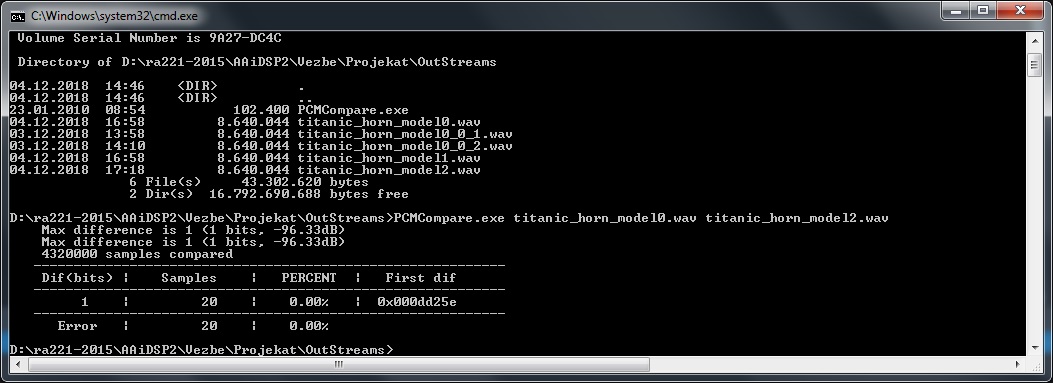 C:\Windows\system32\cmd.exe
Volume Serial Number is 9A27-DC4C
Directory of D:\ra221-2015\AAiDSP2\Vezbe\Projekat\OutStreams
04.12.2018  14:46    <DIR>          .
04.12.2018  14:46    <DIR>          ..
23.01.2010  08:54           102.400 PCMCompare.exe
04.12.2018  16:58         8.640.044 titanic_horn_model0.wav
03.12.2018  13:58         8.640.044 titanic_horn_model0_0_1.wav
03.12.2018  14:10         8.640.044 titanic_horn_model0_0_2.wav
04.12.2018  16:58         8.640.044 titanic_horn_model1.wav
04.12.2018  17:18         8.640.044 titanic_horn_model2.wav
6 File(s)     43.302.620 bytes
2 Dir(s)  16.792.690.688 bytes free
D:\ra221-2015\AAiDSP2\Vezbe\Projekat\OutStreams>PCMCompare.exe titanic_horn_model0.wav titanic_horn_model2.wav
Max difference is 1 (1 bits, -96.33dB)
Max difference is 1 (1 bits, -96.33dB)
4320000 samples compared
Dif(bits) ¦    Samples    ¦   PERCENT   ¦   First dif
1    ¦         20    ¦    0.00%    ¦  0x000dd25e
Error   ¦         20    ¦    0.00%
D:\ra221-2015\AAiDSP2\Vezbe\Projekat\OutStreams>